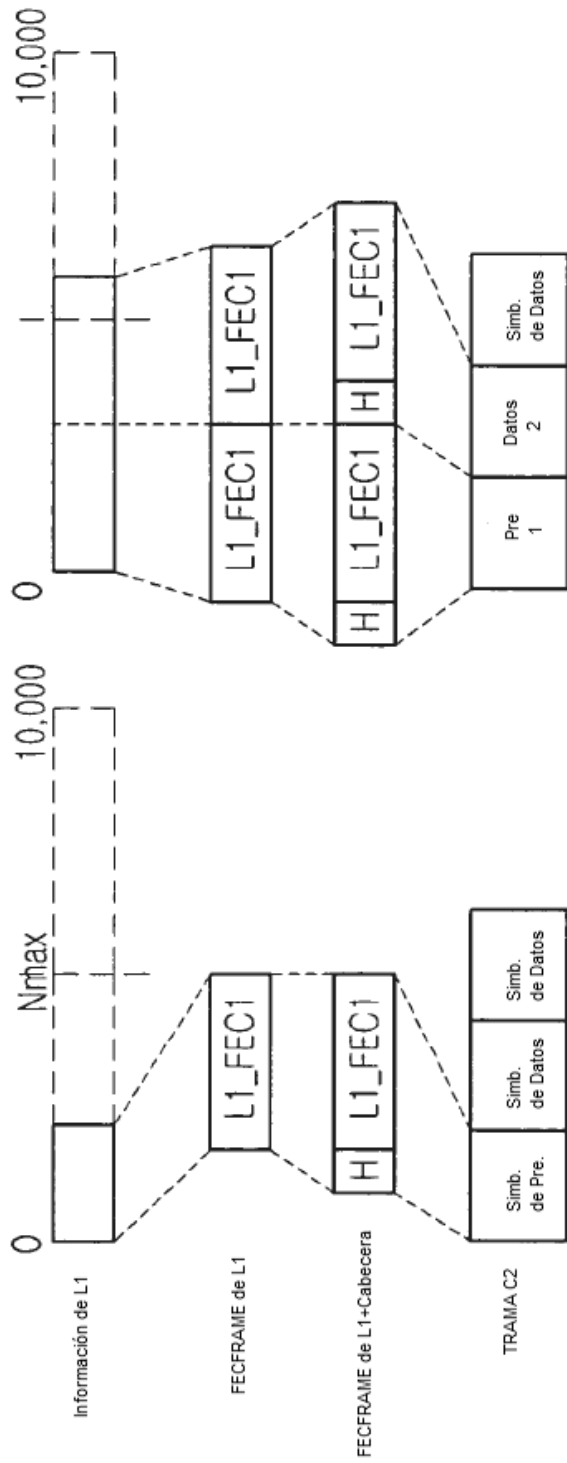 0
Nmax
10,000
0
10,000
Información de L1
FECFRAME de L1
L1_FEC1
L1_FEC1
L1_FEC1
FECFRAME de L1+Cabecera
H
L1_FEC1
H
L1_FEC1
H
L1_FEC1
TRAMA C2
Simb.
de Pre.
Simb.
de Datos
Simb.
de Datos
Pre
1
Datos
2
Simb.
de Datos